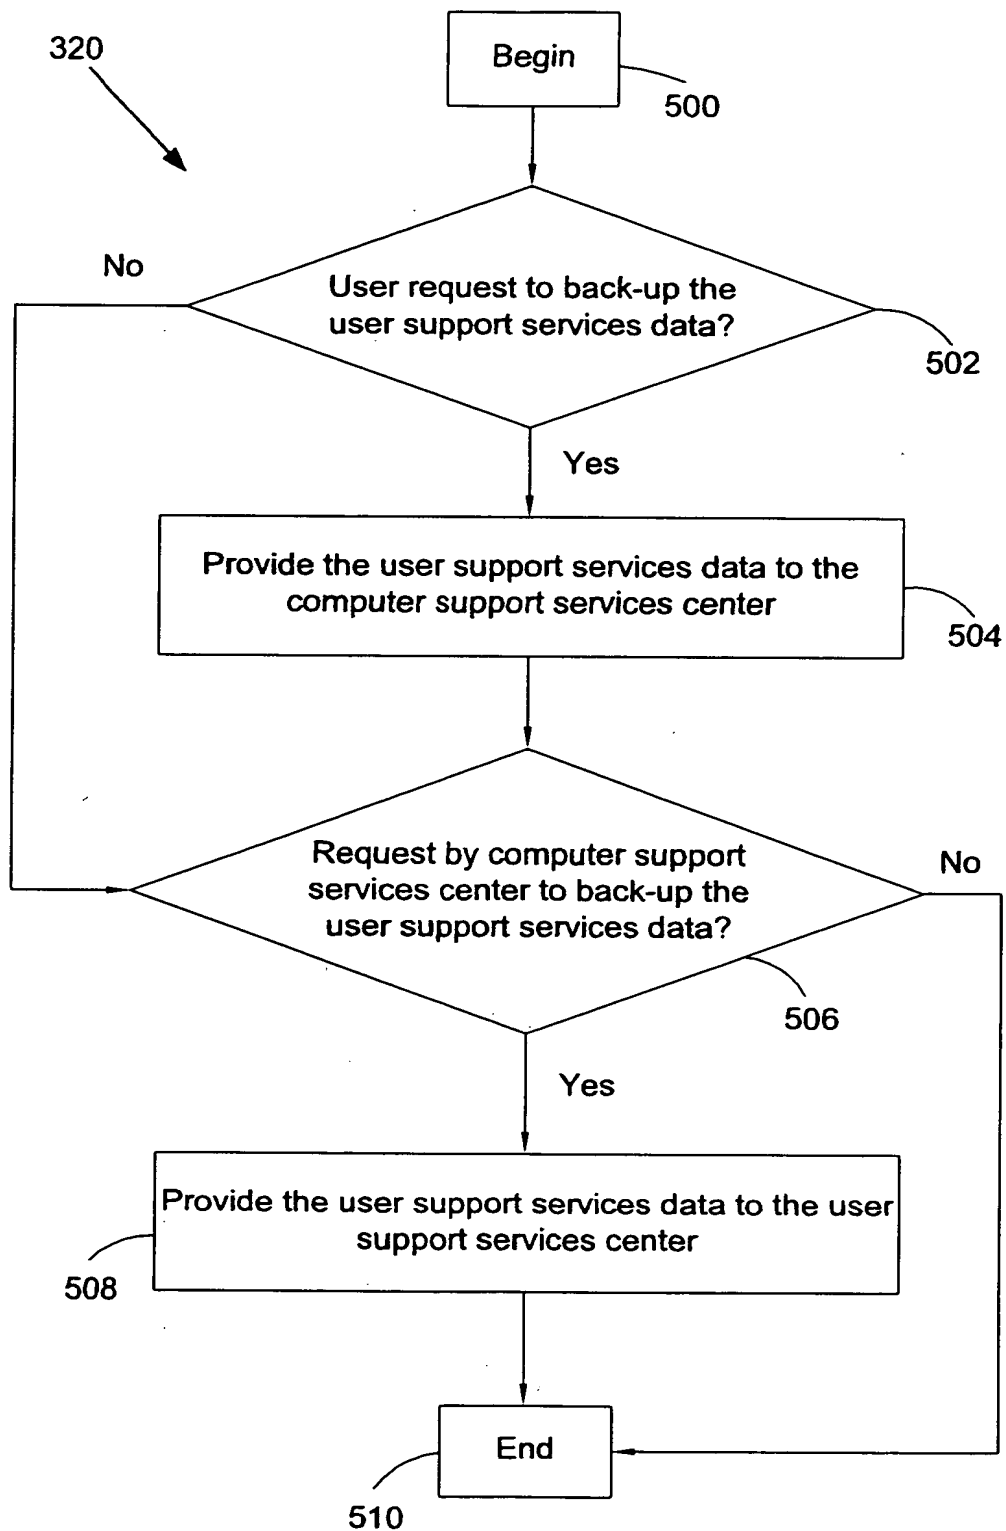 320
Begin
500
No
User request to back-up the
user support services data?
502
Yes
Provide the user support services data to the
computer support services center
504
Request by computer support
services center to back-up the
user support services data?
No
506
Yes
Provide the user support services data to the user
support services center
508
End
510